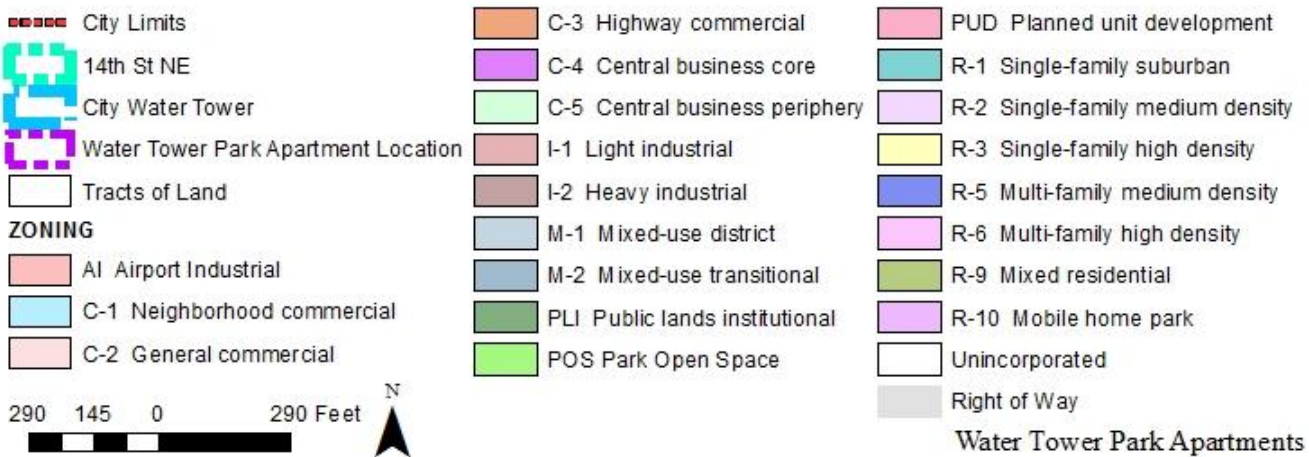 City Limits
14th St NE
City Water Tower
Water Tower Park Apartment Location
Tracts of Land
ZONING
AI Airport Industrial
C-1 Neighborhood commercial
C-2 General commercial
C-3 Highway commercial
C-4 Central business core
C-5 Central business periphery
I-1 Light industrial
I-2 Heavy industrial
M-1 Mixed-use district
M-2 Mixed-use transitional
PLI Public lands institutional
POS Park Open Space
PUD Planned unit development
R-1 Single-family suburban
R-2 Single-family medium density
R-3 Single-family high density
R-5 Multi-family medium density
R-6 Multi-family high density
R-9 Mixed residential
R-10 Mobile home park
Unincorporated
Right of Way
290 145 0 290 Feet
N
Water Tower Park Apartments